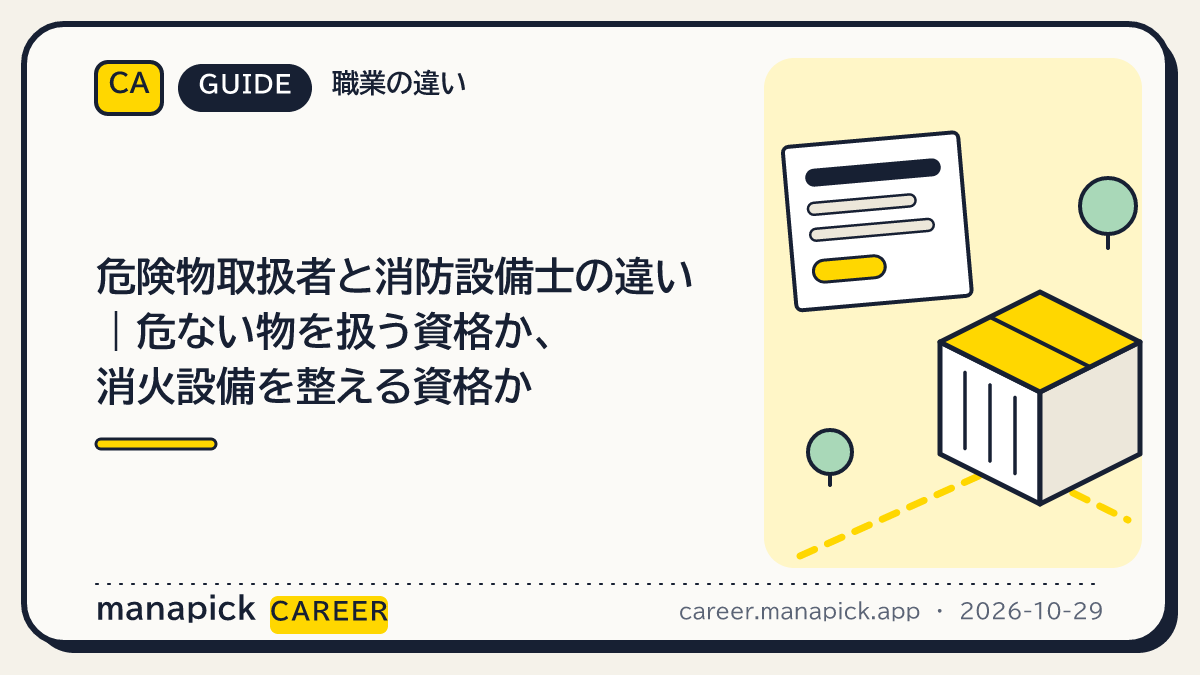 CA GUIDE 職業の違い
危険物取扱者と消防設備士の違い
｜危ない物を扱う資格か、
消火設備を整える資格か
manapick CAREER
career.manapick.app ・ 2026-10-29